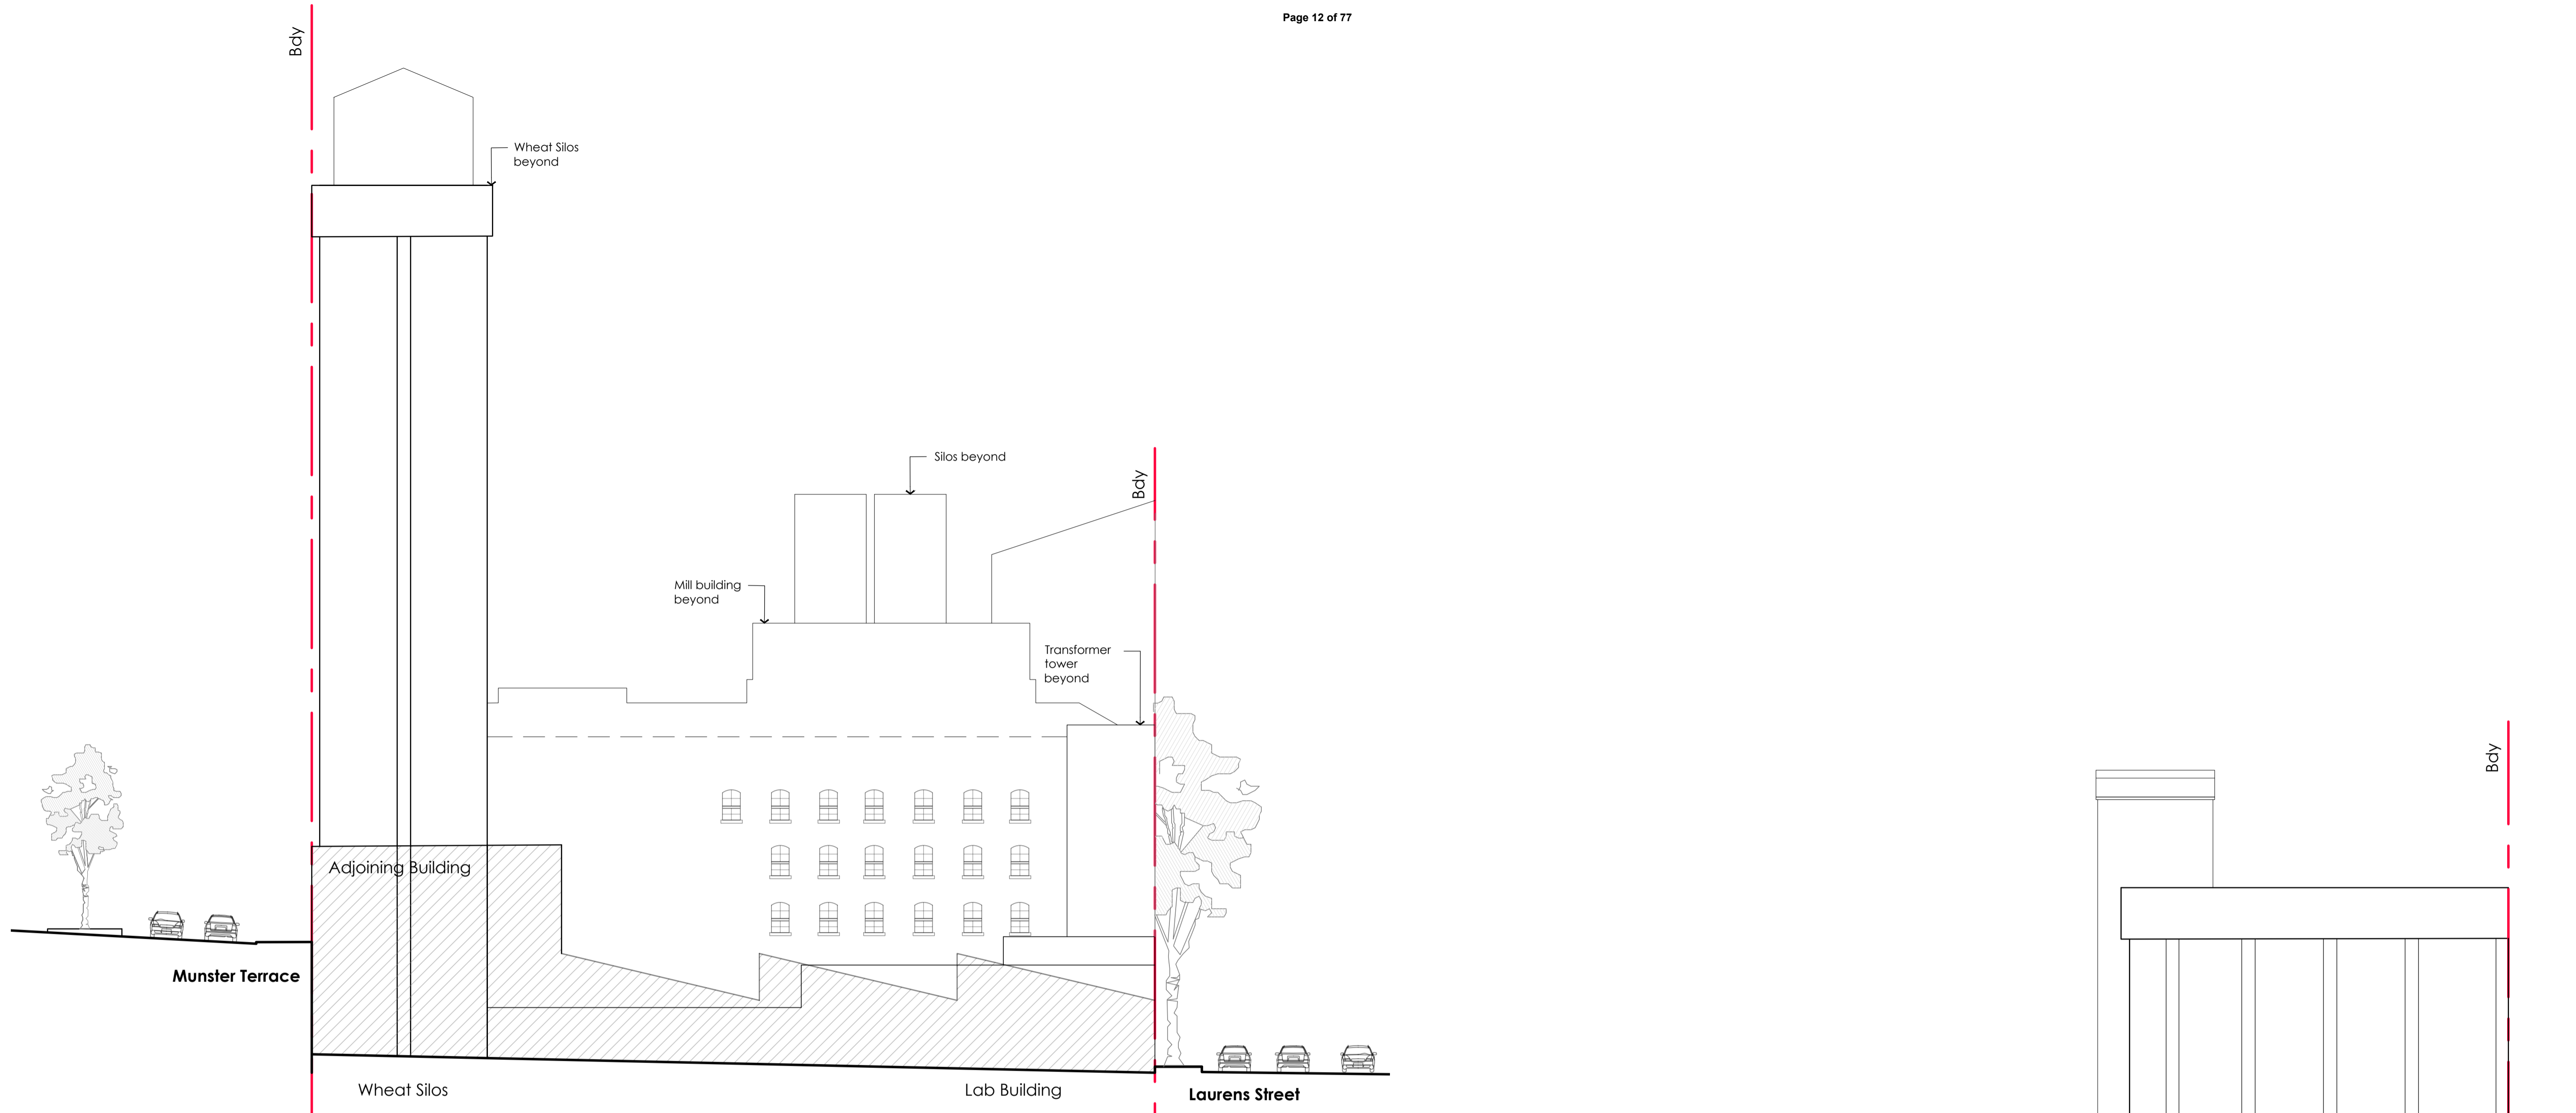 Page 12 of 77
Bdy
Wheat Silos
beyond
Silos beyond
Bdy
Mill building
beyond
Transformer
tower
beyond
Bdy
Adjoining Building
Munster Terrace
Wheat Silos
Lab Building
Laurens Street